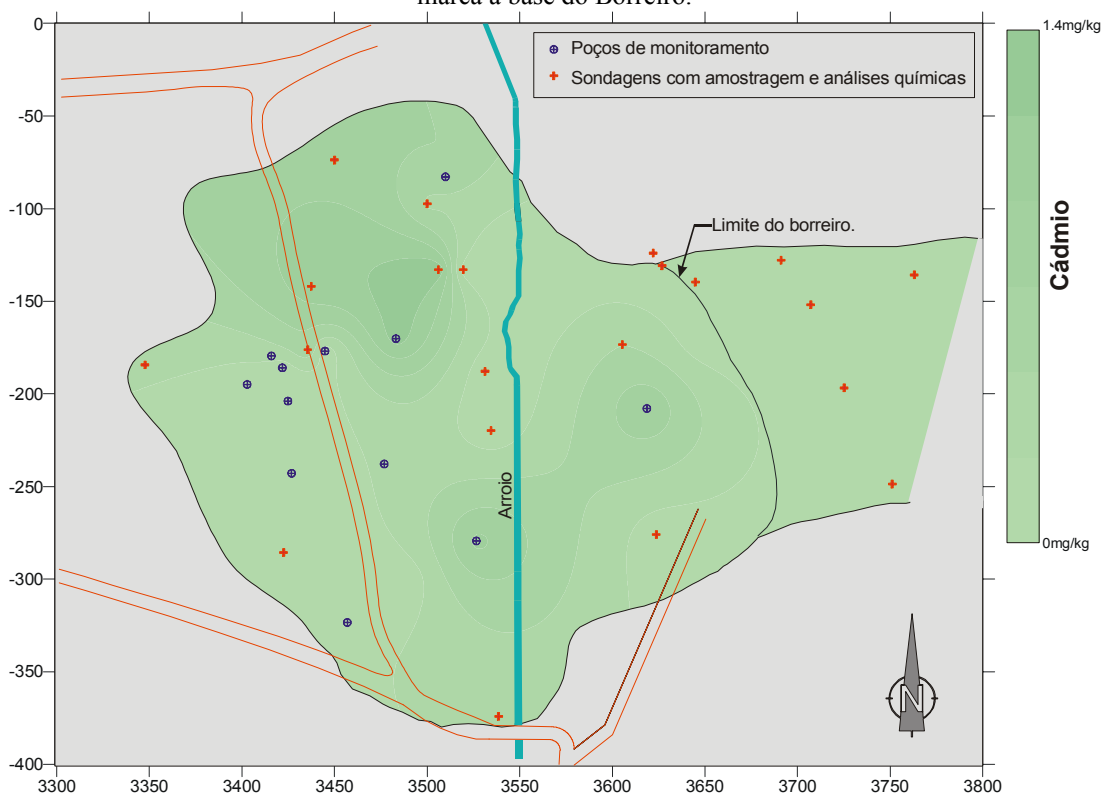 marca a base do Borreiro.
0
-50
-100
-150
-200
-250
-300
-350
-400
3300
3350
3400
3450
3500
3550
3600
3650
3700
3750
3800
Poços de monitoramento
Sondagens com amostragem e análises químicas
Limite do borreiro.
Arroio
N
1.4mg/kg
Cádmio
0mg/kg